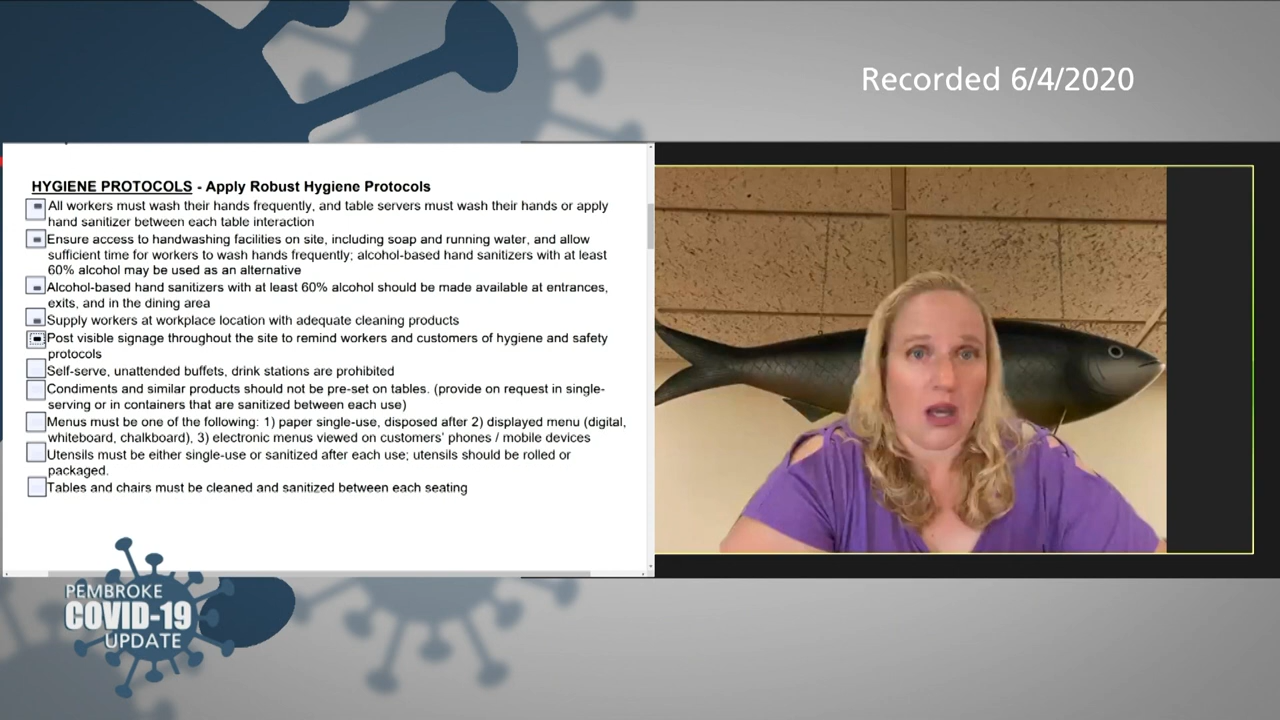 Recorded 6/4/2020
HYGIENE PROTOCOLS - Apply Robust Hygiene Protocols
All workers must wash their hands frequently, and table servers must wash their hands or apply
hand sanitizer between each table interaction
Ensure access to handwashing facilities on site, including soap and running water, and allow
sufficient time for workers to wash hands frequently; alcohol-based hand sanitizers with at least
60% alcohol may be used as an alternative
Alcohol-based hand sanitizers with at least 60% alcohol should be made available at entrances,
exits, and in the dining area
Supply workers at workplace location with adequate cleaning products
Post visible signage throughout the site to remind workers and customers of hygiene and safety
protocols
Self-serve, unattended buffets, drink stations are prohibited
Condiments and similar products should not be pre-set on tables. (provide on request in single-
serving or in containers that are sanitized between each use)
Menus must be one of the following: 1) paper single-use, disposed after 2) displayed menu (digital,
whiteboard, chalkboard), 3) electronic menus viewed on customers' phones / mobile devices
Utensils must be either single-use or sanitized after each use; utensils should be rolled or
packaged.
Tables and chairs must be cleaned and sanitized between each seating
PEMBROKE
COVID-19
UPDATE